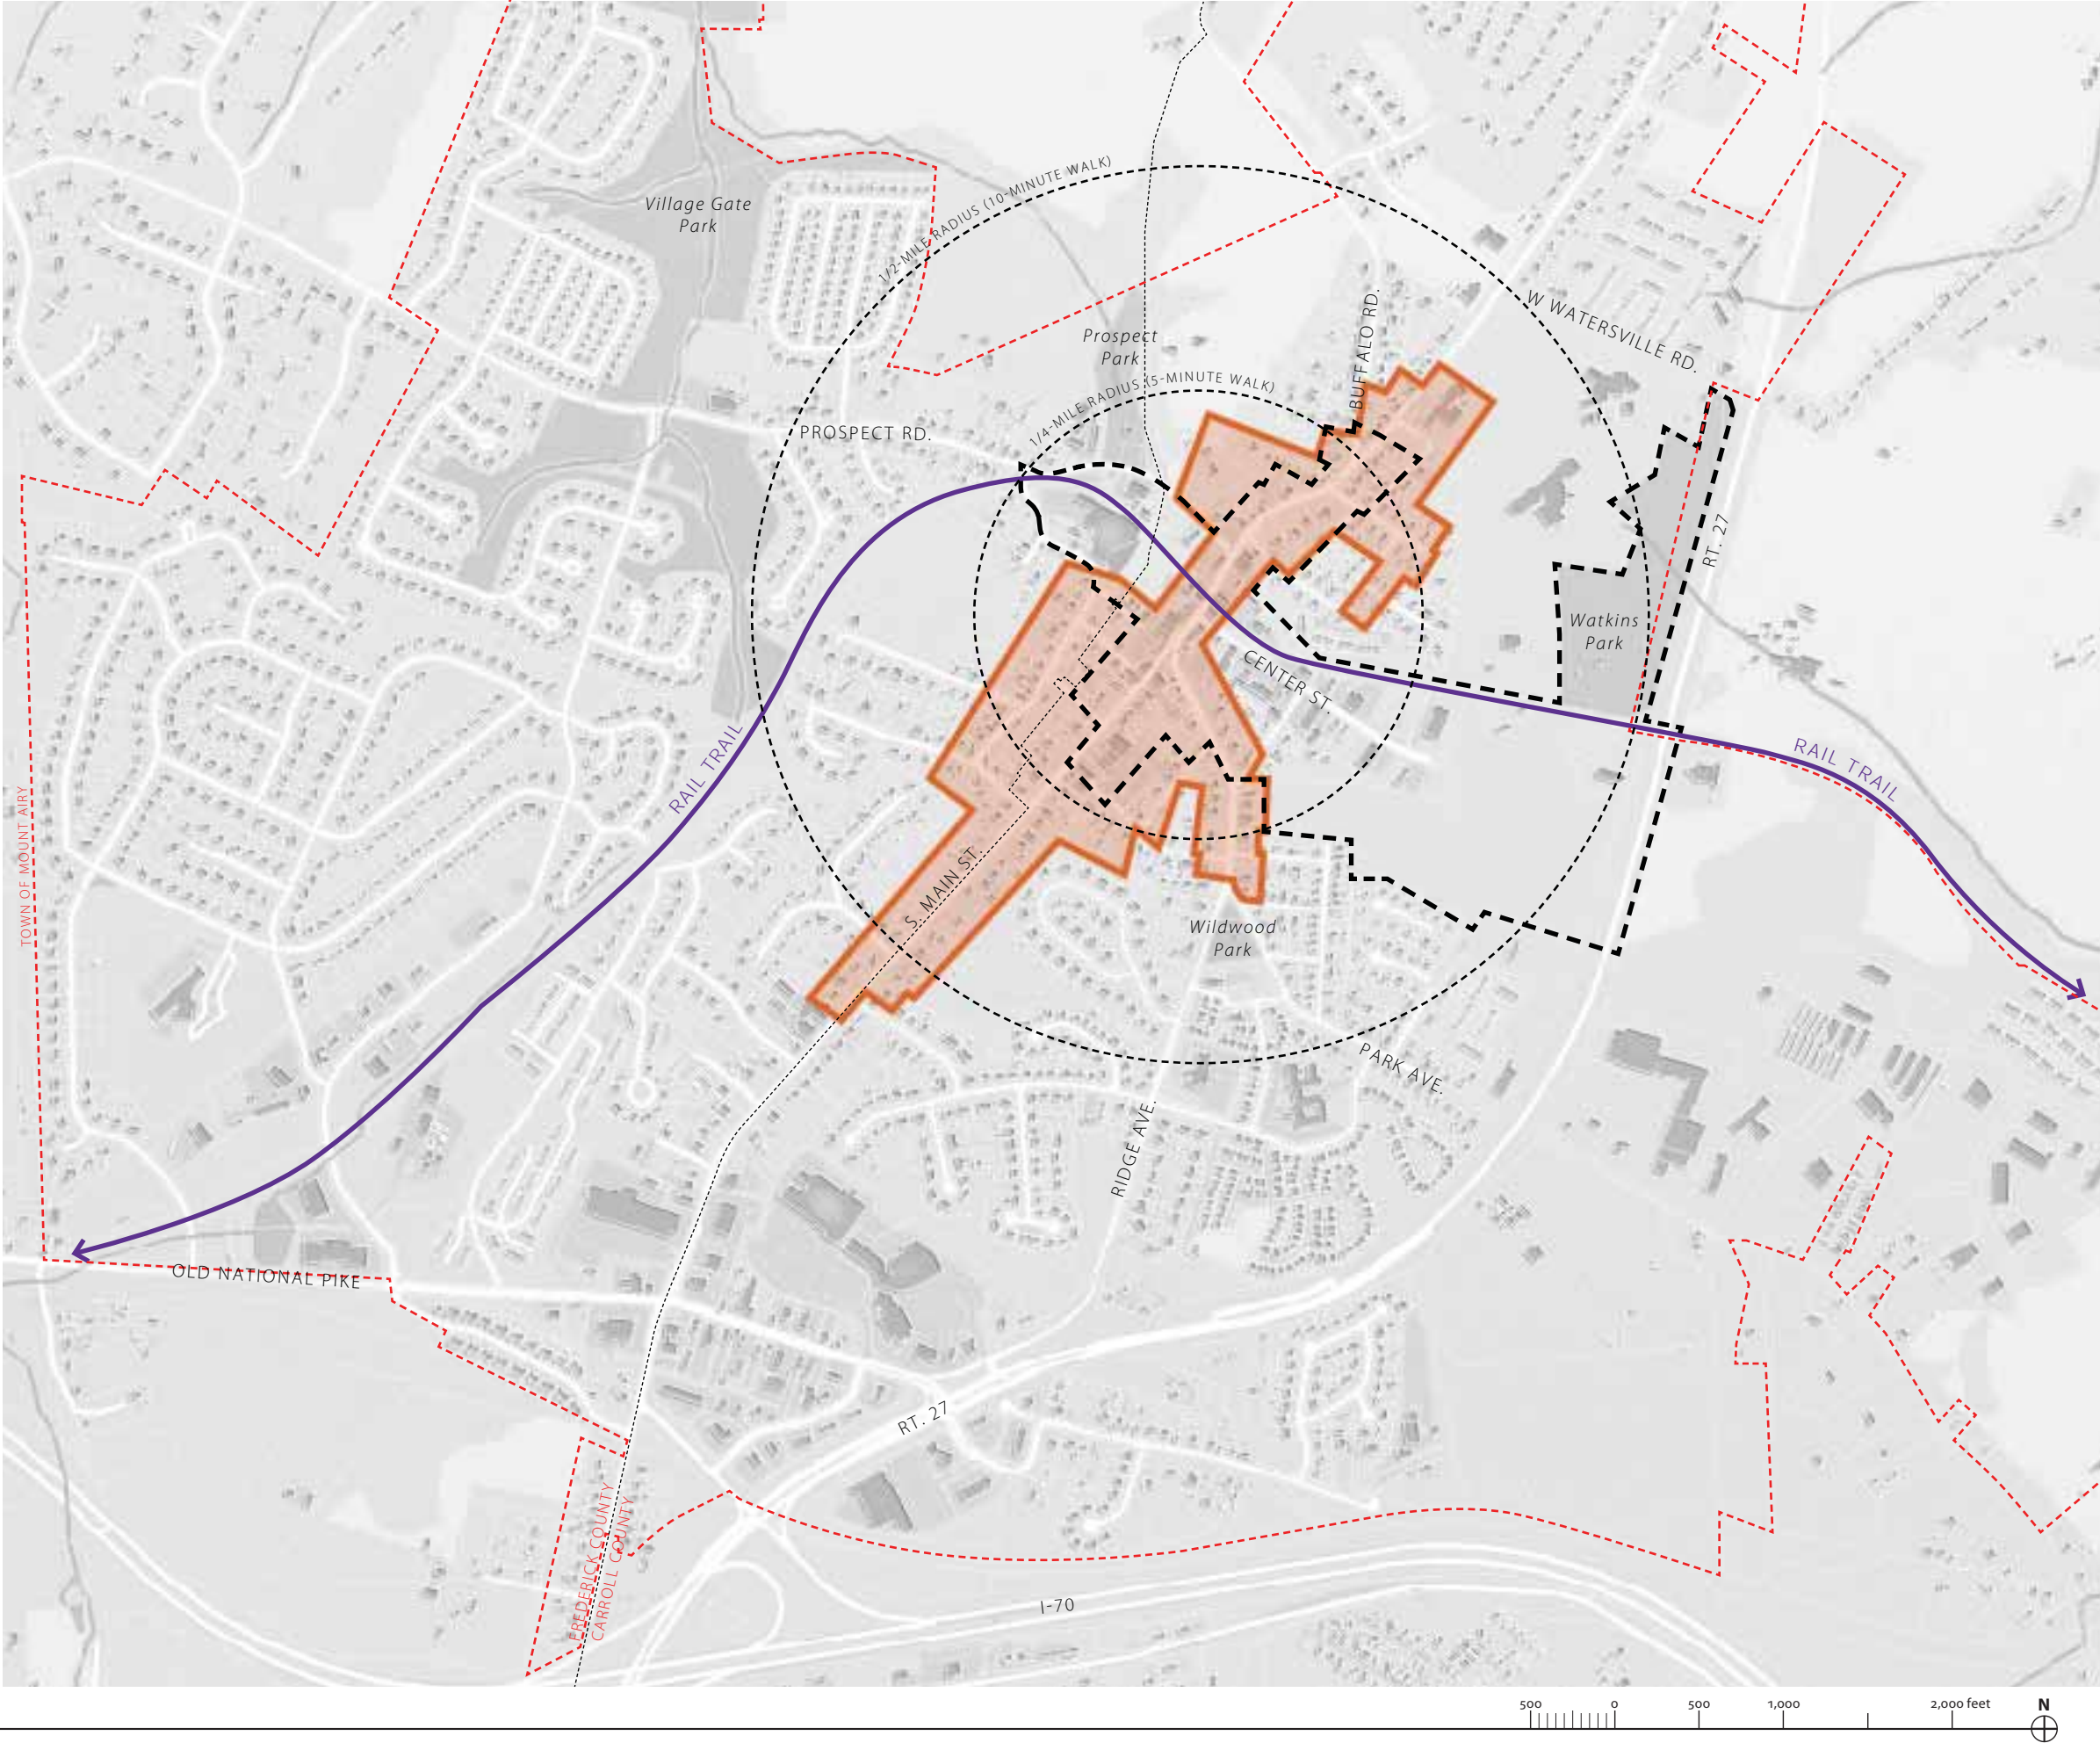 1/2-MILE RADIUS (10-MINUTE WALK)
Village Gate
Park
Prospect
Park
BUFFALO RD.
W WATERSVILLE RD.
1/4-MILE RADIUS (5-MINUTE WALK)
PROSPECT RD.
RT. 27
Watkins
Park
CENTER ST.
RAIL TRAIL
RAIL TRAIL
TOWN OF MOUNT AIRY
S. MAIN ST.
Wildwood
Park
PARK AVE.
RIDGE AVE.
OLD NATIONAL PIKE
RT. 27
FREDERICK COUNTY
CARROLL COUNTY
I-70
500 0 500 1,000 2,000 feet N